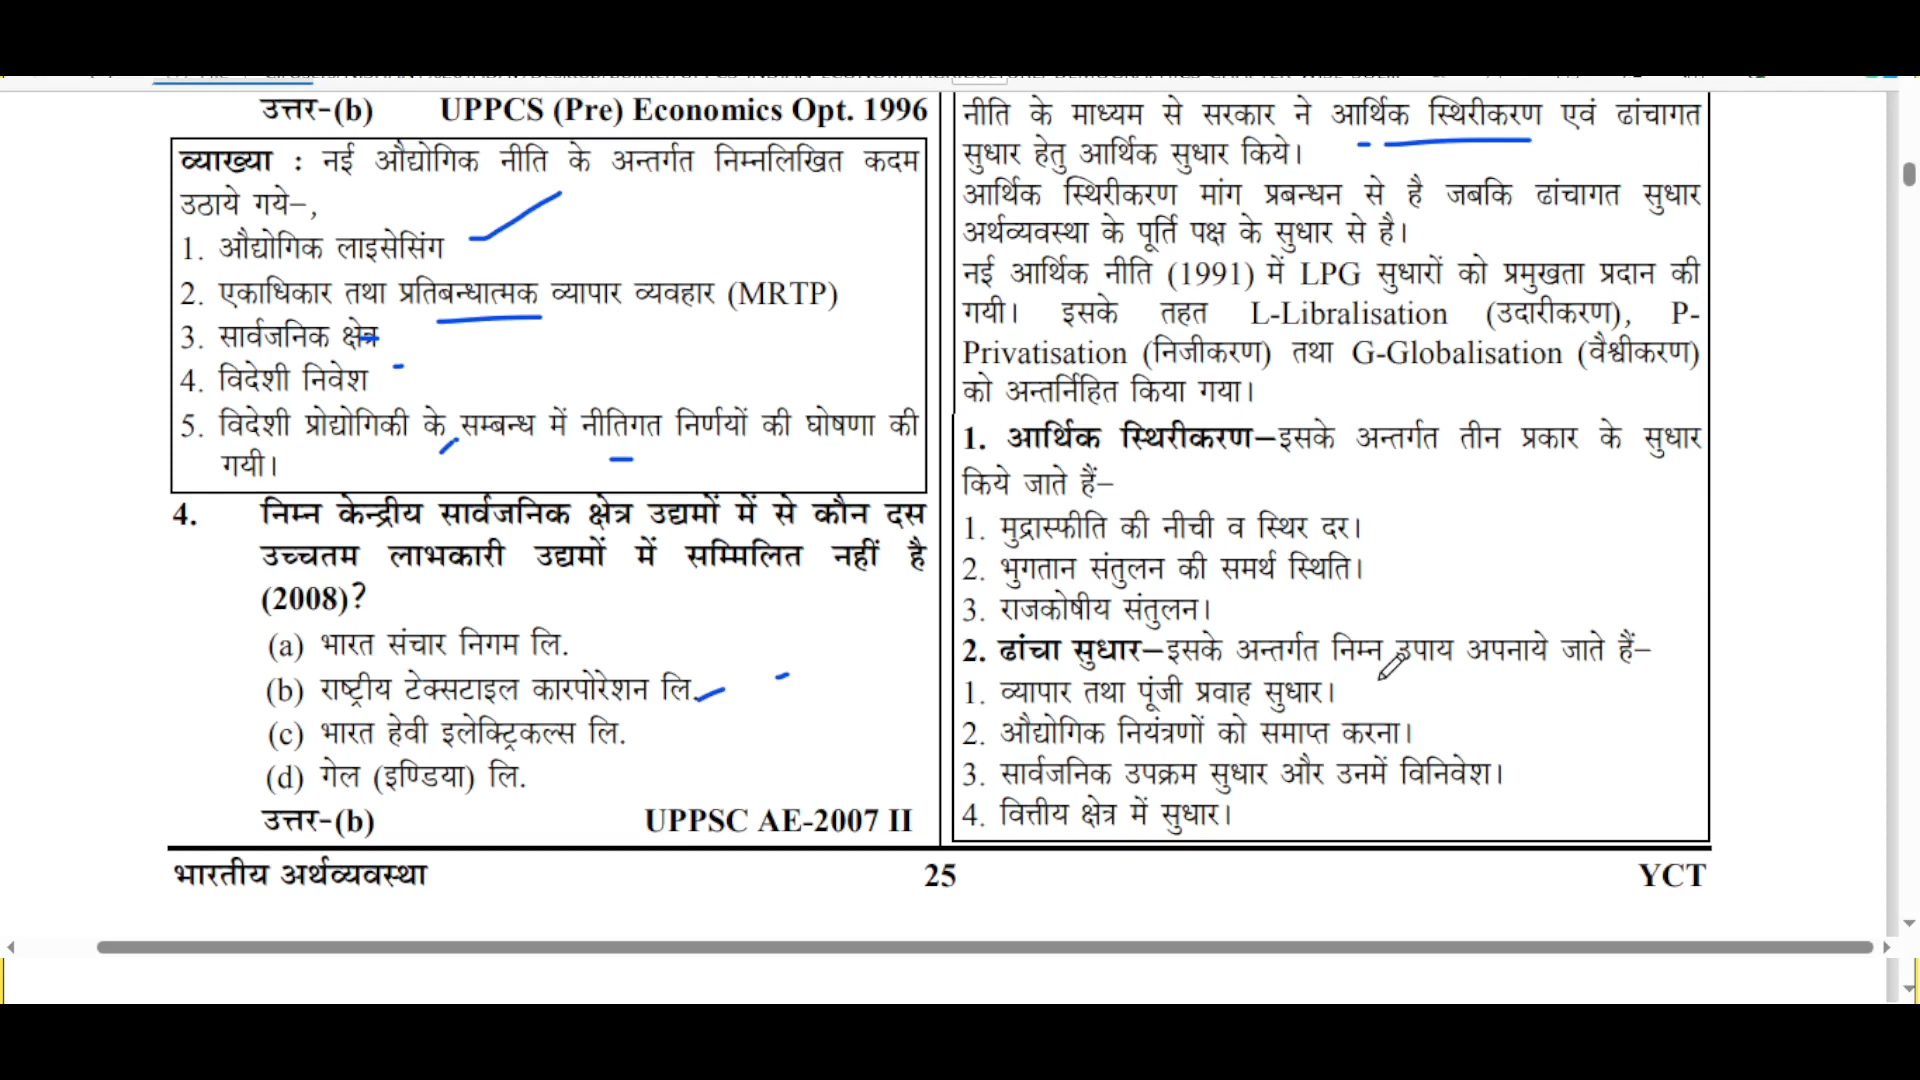 उत्तर-(b) UPPCS (Pre) Economics Opt. 1996
व्याख्या : नई औद्योगिक नीति के अन्तर्गत निम्नलिखित कदम
उठाये गये–,
1. औद्योगिक लाइसेसिंग
2. एकाधिकार तथा प्रतिबन्धात्मक व्यापार व्यवहार (MRTP)
3. सार्वजनिक क्षेत्र
4. विदेशी निवेश
5. विदेशी प्रोद्योगिकी के सम्बन्ध में नीतिगत निर्णयों की घोषणा की
गयी।
4. निम्न केन्द्रीय सार्वजनिक क्षेत्र उद्यमों में से कौन दस
उच्चतम लाभकारी उद्यमों में सम्मिलित नहीं है
(2008)?
(a) भारत संचार निगम लि.
(b) राष्ट्रीय टेक्सटाइल कारपोरेशन लि.
(c) भारत हेवी इलेक्ट्रिकल्स लि.
(d) गेल (इण्डिया) लि.
उत्तर-(b) UPPSC AE-2007 II
नीति के माध्यम से सरकार ने आर्थिक स्थिरीकरण एवं ढांचागत
सुधार हेतु आर्थिक सुधार किये।
आर्थिक स्थिरीकरण मांग प्रबन्धन से है जबकि ढांचागत सुधार
अर्थव्यवस्था के पूर्ति पक्ष के सुधार से है।
नई आर्थिक नीति (1991) में LPG सुधारों को प्रमुखता प्रदान की
गयी। इसके तहत L-Libralisation (उदारीकरण), P-
Privatisation (निजीकरण) तथा G-Globalisation (वैश्वीकरण)
को अन्तर्निहित किया गया।
1. आर्थिक स्थिरीकरण–इसके अन्तर्गत तीन प्रकार के सुधार
किये जाते हैं–
1. मुद्रास्फीति की नीची व स्थिर दर।
2. भुगतान संतुलन की समर्थ स्थिति।
3. राजकोषीय संतुलन।
2. ढांचा सुधार–इसके अन्तर्गत निम्न उपाय अपनाये जाते हैं–
1. व्यापार तथा पूंजी प्रवाह सुधार।
2. औद्योगिक नियंत्रणों को समाप्त करना।
3. सार्वजनिक उपक्रम सुधार और उनमें विनिवेश।
4. वित्तीय क्षेत्र में सुधार।
भारतीय अर्थव्यवस्था 25 YCT